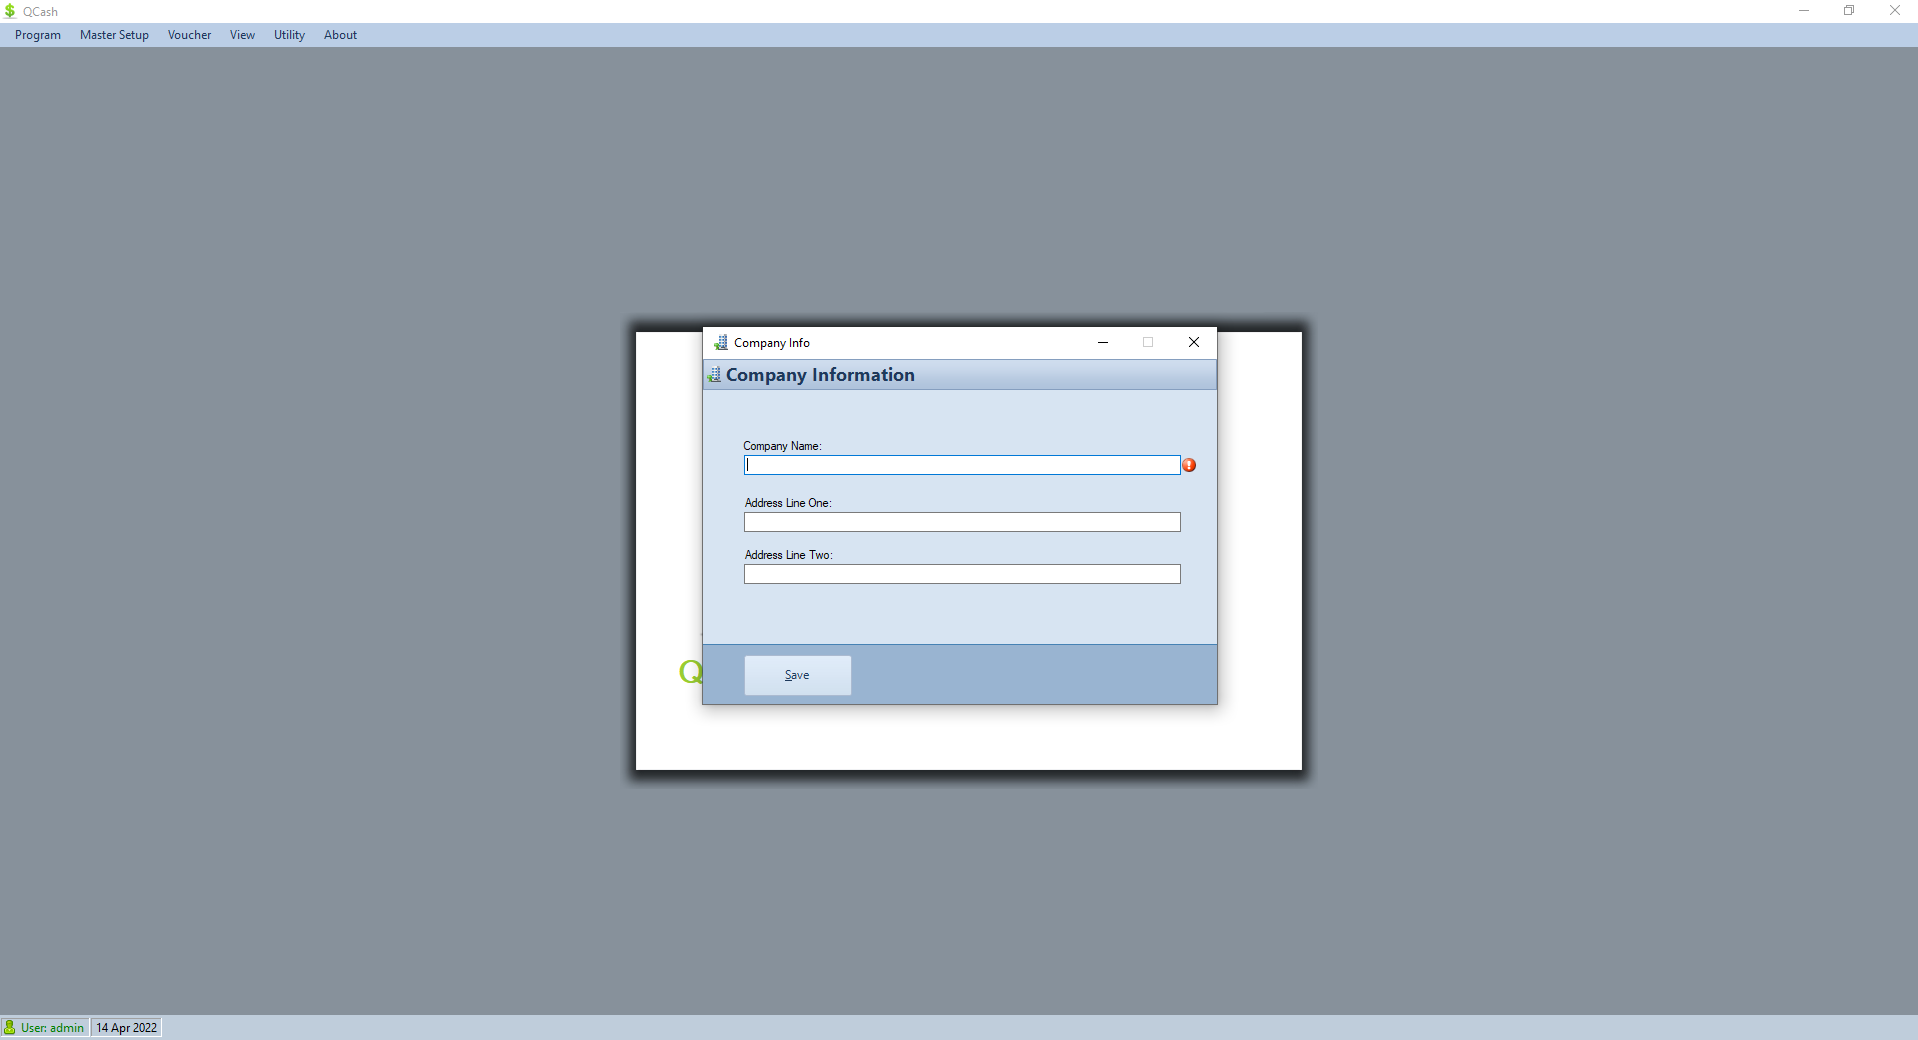 QCash
Program Master Setup Voucher View Utility About
Company Info
Company Information
Company Name:
Address Line One:
Address Line Two:
Q
Save
User: admin 14 Apr 2022